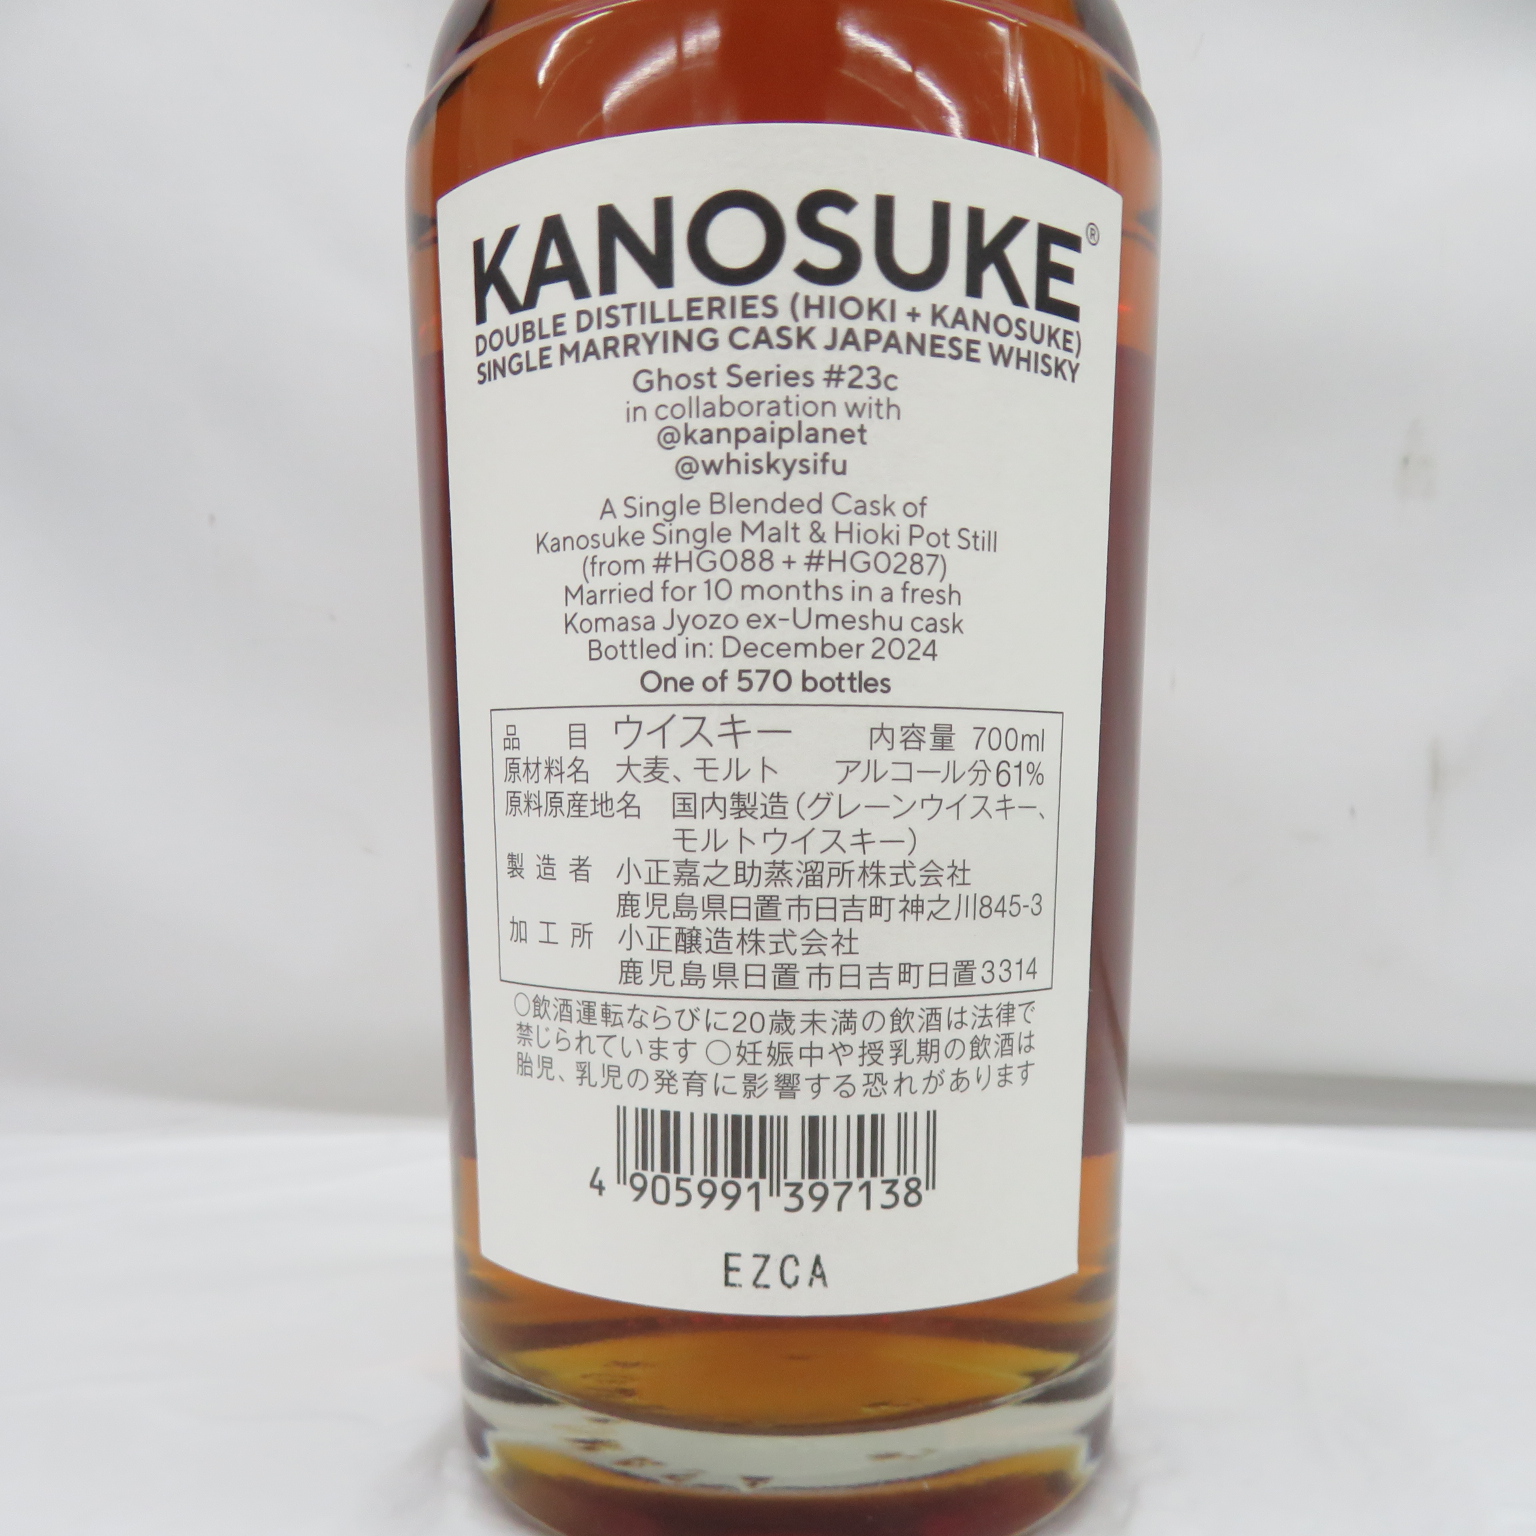 KANOSUKE®
DOUBLE DISTILLERIES (HIOKI + KANOSUKE)
SINGLE MARRYING CASK JAPANESE WHISKY
Ghost Series #23c
in collaboration with
@kanpaiplanet
@whiskysifu
A Single Blended Cask of
Kanosuke Single Malt & Hioki Pot Still
(from #HG088 + #HG0287)
Married for 10 months in a fresh
Komasa Jyozo ex-Umeshu cask
Bottled in: December 2024
One of 570 bottles
品目 ウイスキー 内容量 700ml
原材料名 大麦、モルト アルコール分61%
原料原産地名 国内製造(グレーンウイスキー、
モルトウイスキー)
製造者 小正嘉之助蒸溜所株式会社
鹿児島県日置市日吉町神之川845-3
加工所 小正醸造株式会社
鹿児島県日置市日吉町日置3314
○飲酒運転ならびに20歳未満の飲酒は法律で
禁じられています ○妊娠中や授乳期の飲酒は
胎児、乳児の発育に影響する恐れがあります
4 905991 397138
EZCA